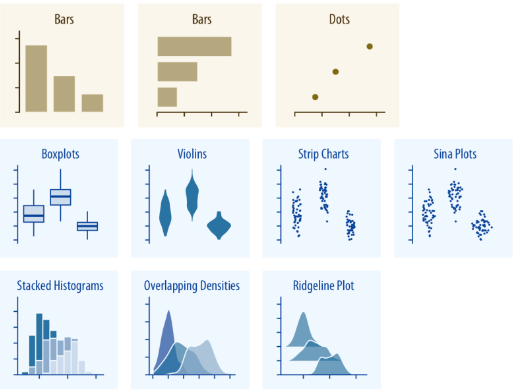 Bars
Bars
Dots
Boxplots
Violins
Strip Charts
Sina Plots
Stacked Histograms
Overlapping Densities
Ridgeline Plot